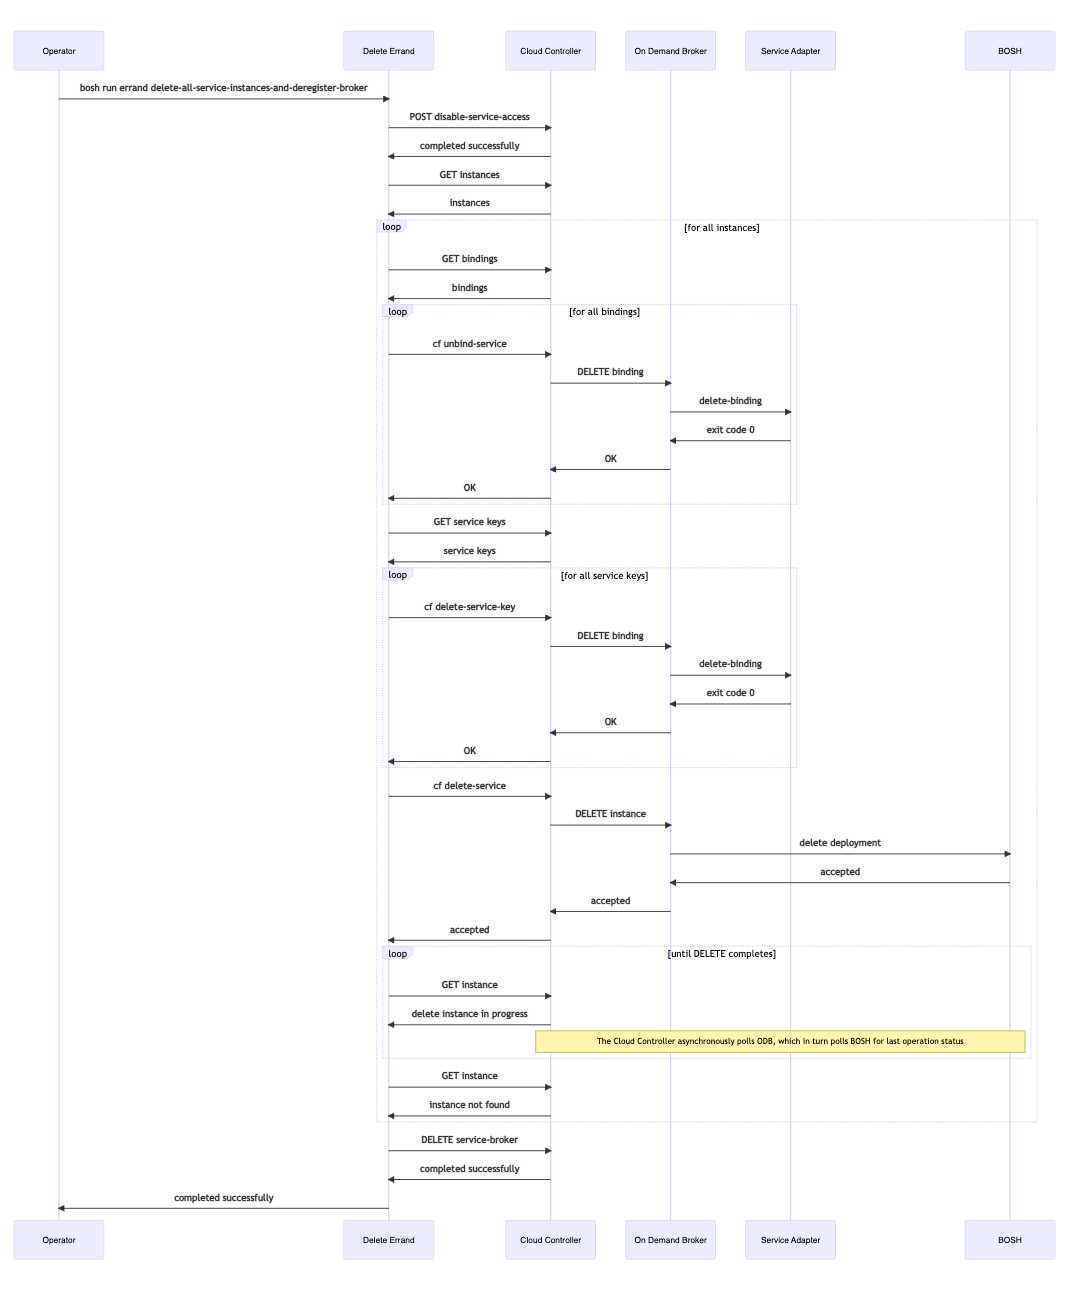 Operator
Delete Errand
Cloud Controller
On Demand Broker
Service Adapter
BOSH
bosh run errand delete-all-service-instances-and-deregister-broker
POST disable-service-access
completed successfully
GET instances
instances
loop
[for all instances]
GET bindings
bindings
loop
[for all bindings]
cf unbind-service
DELETE binding
delete-binding
exit code 0
OK
OK
GET service keys
service keys
loop
[for all service keys]
cf delete-service-key
DELETE binding
delete-binding
exit code 0
OK
OK
cf delete-service
DELETE instance
delete deployment
accepted
accepted
accepted
loop
[until DELETE completes]
GET instance
delete instance in progress
The Cloud Controller asynchronously polls ODB, which in turn polls BOSH for last operation status
GET instance
instance not found
DELETE service-broker
completed successfully
completed successfully
Operator
Delete Errand
Cloud Controller
On Demand Broker
Service Adapter
BOSH